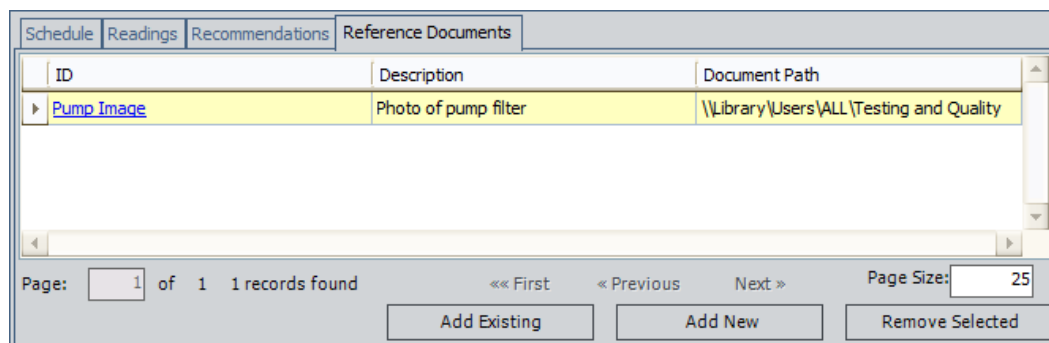 Schedule Readings Recommendations Reference Documents
ID Description Document Path
Pump Image Photo of pump filter \\Library\Users\ALL\Testing and Quality
Page: 1 of 1 1 records found «« First « Previous Next » Page Size: 25
Add Existing Add New Remove Selected